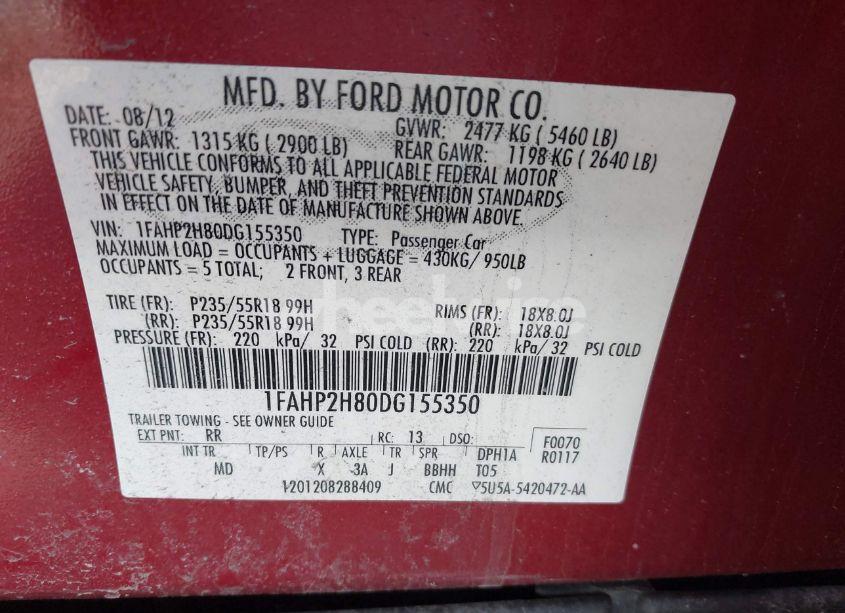 MFD. BY FORD MOTOR CO.
DATE: 08/12 GVWR: 2477 KG ( 5460 LB)
FRONT GAWR: 1315 KG ( 2900 LB) REAR GAWR: 1198 KG ( 2640 LB)
THIS VEHICLE CONFORMS TO ALL APPLICABLE FEDERAL MOTOR
VEHICLE SAFETY, BUMPER, AND THEFT PREVENTION STANDARDS
IN EFFECT ON THE DATE OF MANUFACTURE SHOWN ABOVE.
VIN: 1FAHP2H80DG155350 TYPE: Passenger Car
MAXIMUM LOAD = OCCUPANTS + LUGGAGE = 430KG/ 950LB
OCCUPANTS = 5 TOTAL; 2 FRONT, 3 REAR
TIRE (FR): P235/55R18 99H RIMS (FR): 18X8.0J
(RR): P235/55R18 99H (RR): 18X8.0J
PRESSURE (FR): 220 kPa/ 32 PSI COLD (RR): 220 kPa/ 32 PSI COLD
1FAHP2H80DG155350
TRAILER TOWING - SEE OWNER GUIDE
EXT PNT: RR RC: 13 DSO: F0070
INT TR TP/PS R AXLE TR SPR DPH1A R0117
MD X 3A J BBHH T05
1201208288409 CMC 5U5A-5420472-AA